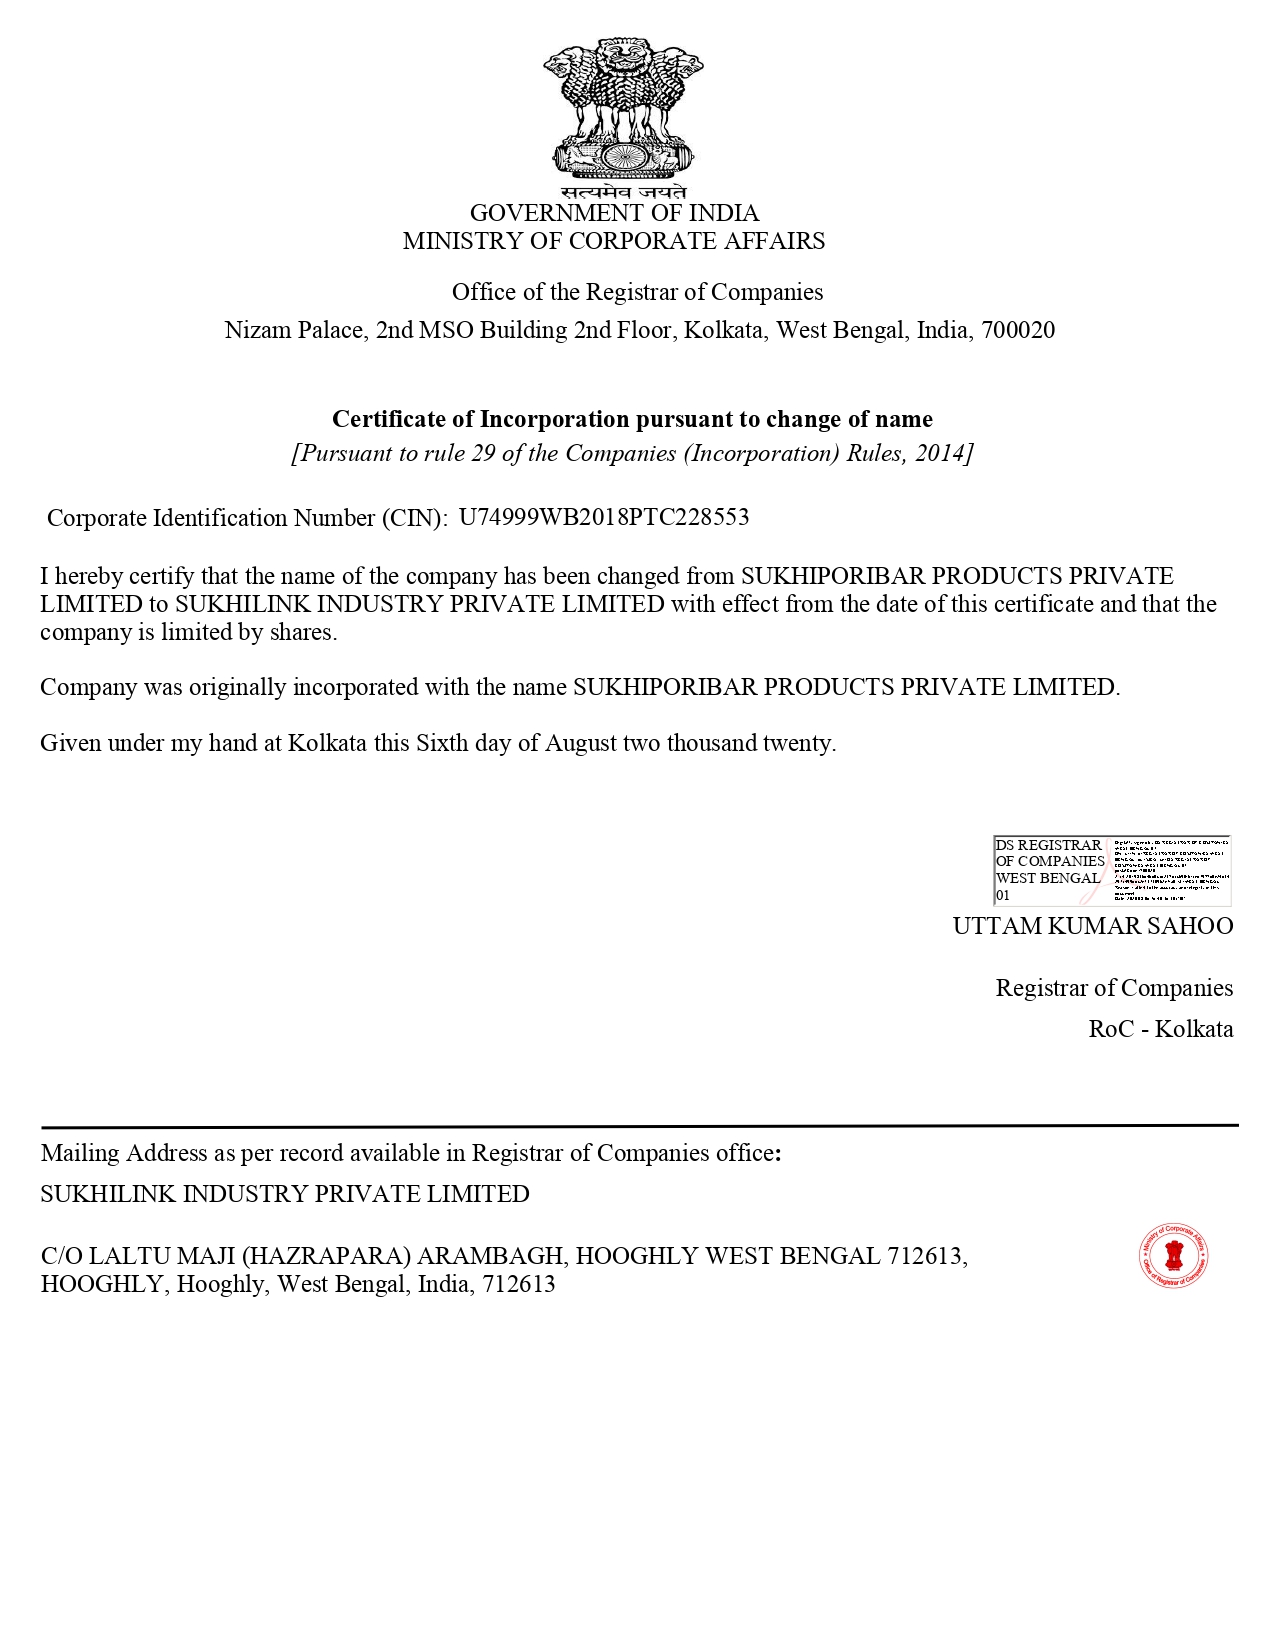 सत्यमेव जयते
GOVERNMENT OF INDIA
MINISTRY OF CORPORATE AFFAIRS
Office of the Registrar of Companies
Nizam Palace, 2nd MSO Building 2nd Floor, Kolkata, West Bengal, India, 700020
Certificate of Incorporation pursuant to change of name
[Pursuant to rule 29 of the Companies (Incorporation) Rules, 2014]
Corporate Identification Number (CIN): U74999WB2018PTC228553
I hereby certify that the name of the company has been changed from SUKHIPORIBAR PRODUCTS PRIVATE
LIMITED to SUKHILINK INDUSTRY PRIVATE LIMITED with effect from the date of this certificate and that the
company is limited by shares.
Company was originally incorporated with the name SUKHIPORIBAR PRODUCTS PRIVATE LIMITED.
Given under my hand at Kolkata this Sixth day of August two thousand twenty.
DS REGISTRAR
OF COMPANIES
WEST BENGAL
01
UTTAM KUMAR SAHOO
Registrar of Companies
RoC - Kolkata
Mailing Address as per record available in Registrar of Companies office:
SUKHILINK INDUSTRY PRIVATE LIMITED
C/O LALTU MAJI (HAZRAPARA) ARAMBAGH, HOOGHLY WEST BENGAL 712613,
HOOGHLY, Hooghly, West Bengal, India, 712613
Ministry of Corporate Affairs
Office of Registrar of Companies